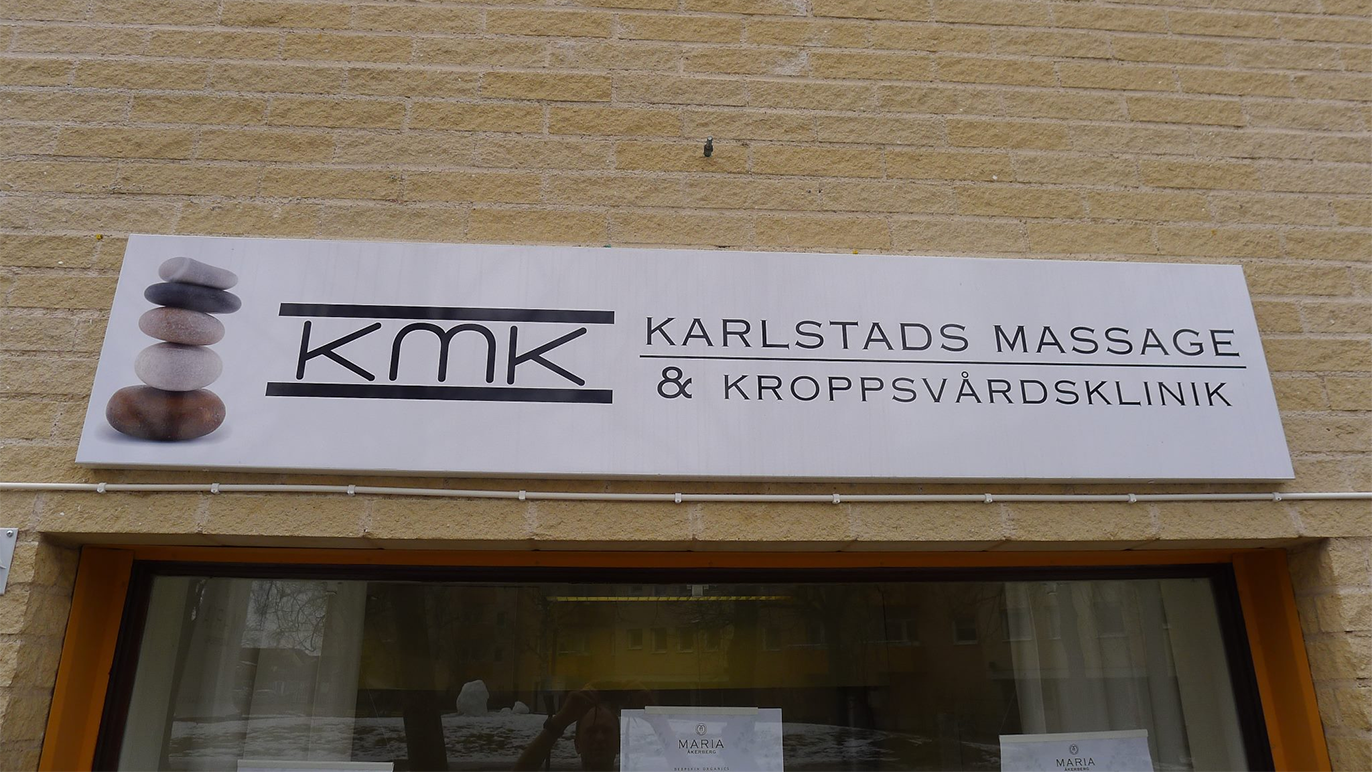 KMK
KARLSTADS MASSAGE
& KROPPSVÅRDSKLINIK
MARIA
ÅKERBERG
MARIA
ÅKERBERG